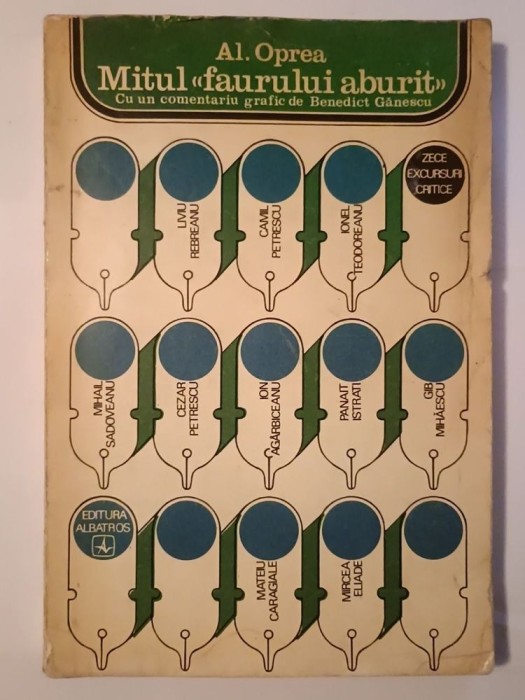 Al. Oprea
Mitul «faurului aburit»
Cu un comentariu grafic de Benedict Gănescu
ZECE
EXCURSURI
CRITICE
LIVIU
REBREANU
CAMIL
PETRESCU
IONEL
TEODOREANU
MIHAIL
SADOVEANU
CEZAR
PETRESCU
ION
AGÂRBICEANU
PANAIT
ISTRATI
GIB
MIHĂESCU
EDITURA
ALBATROS
MATEIU
CARAGIALE
MIRCEA
ELIADE